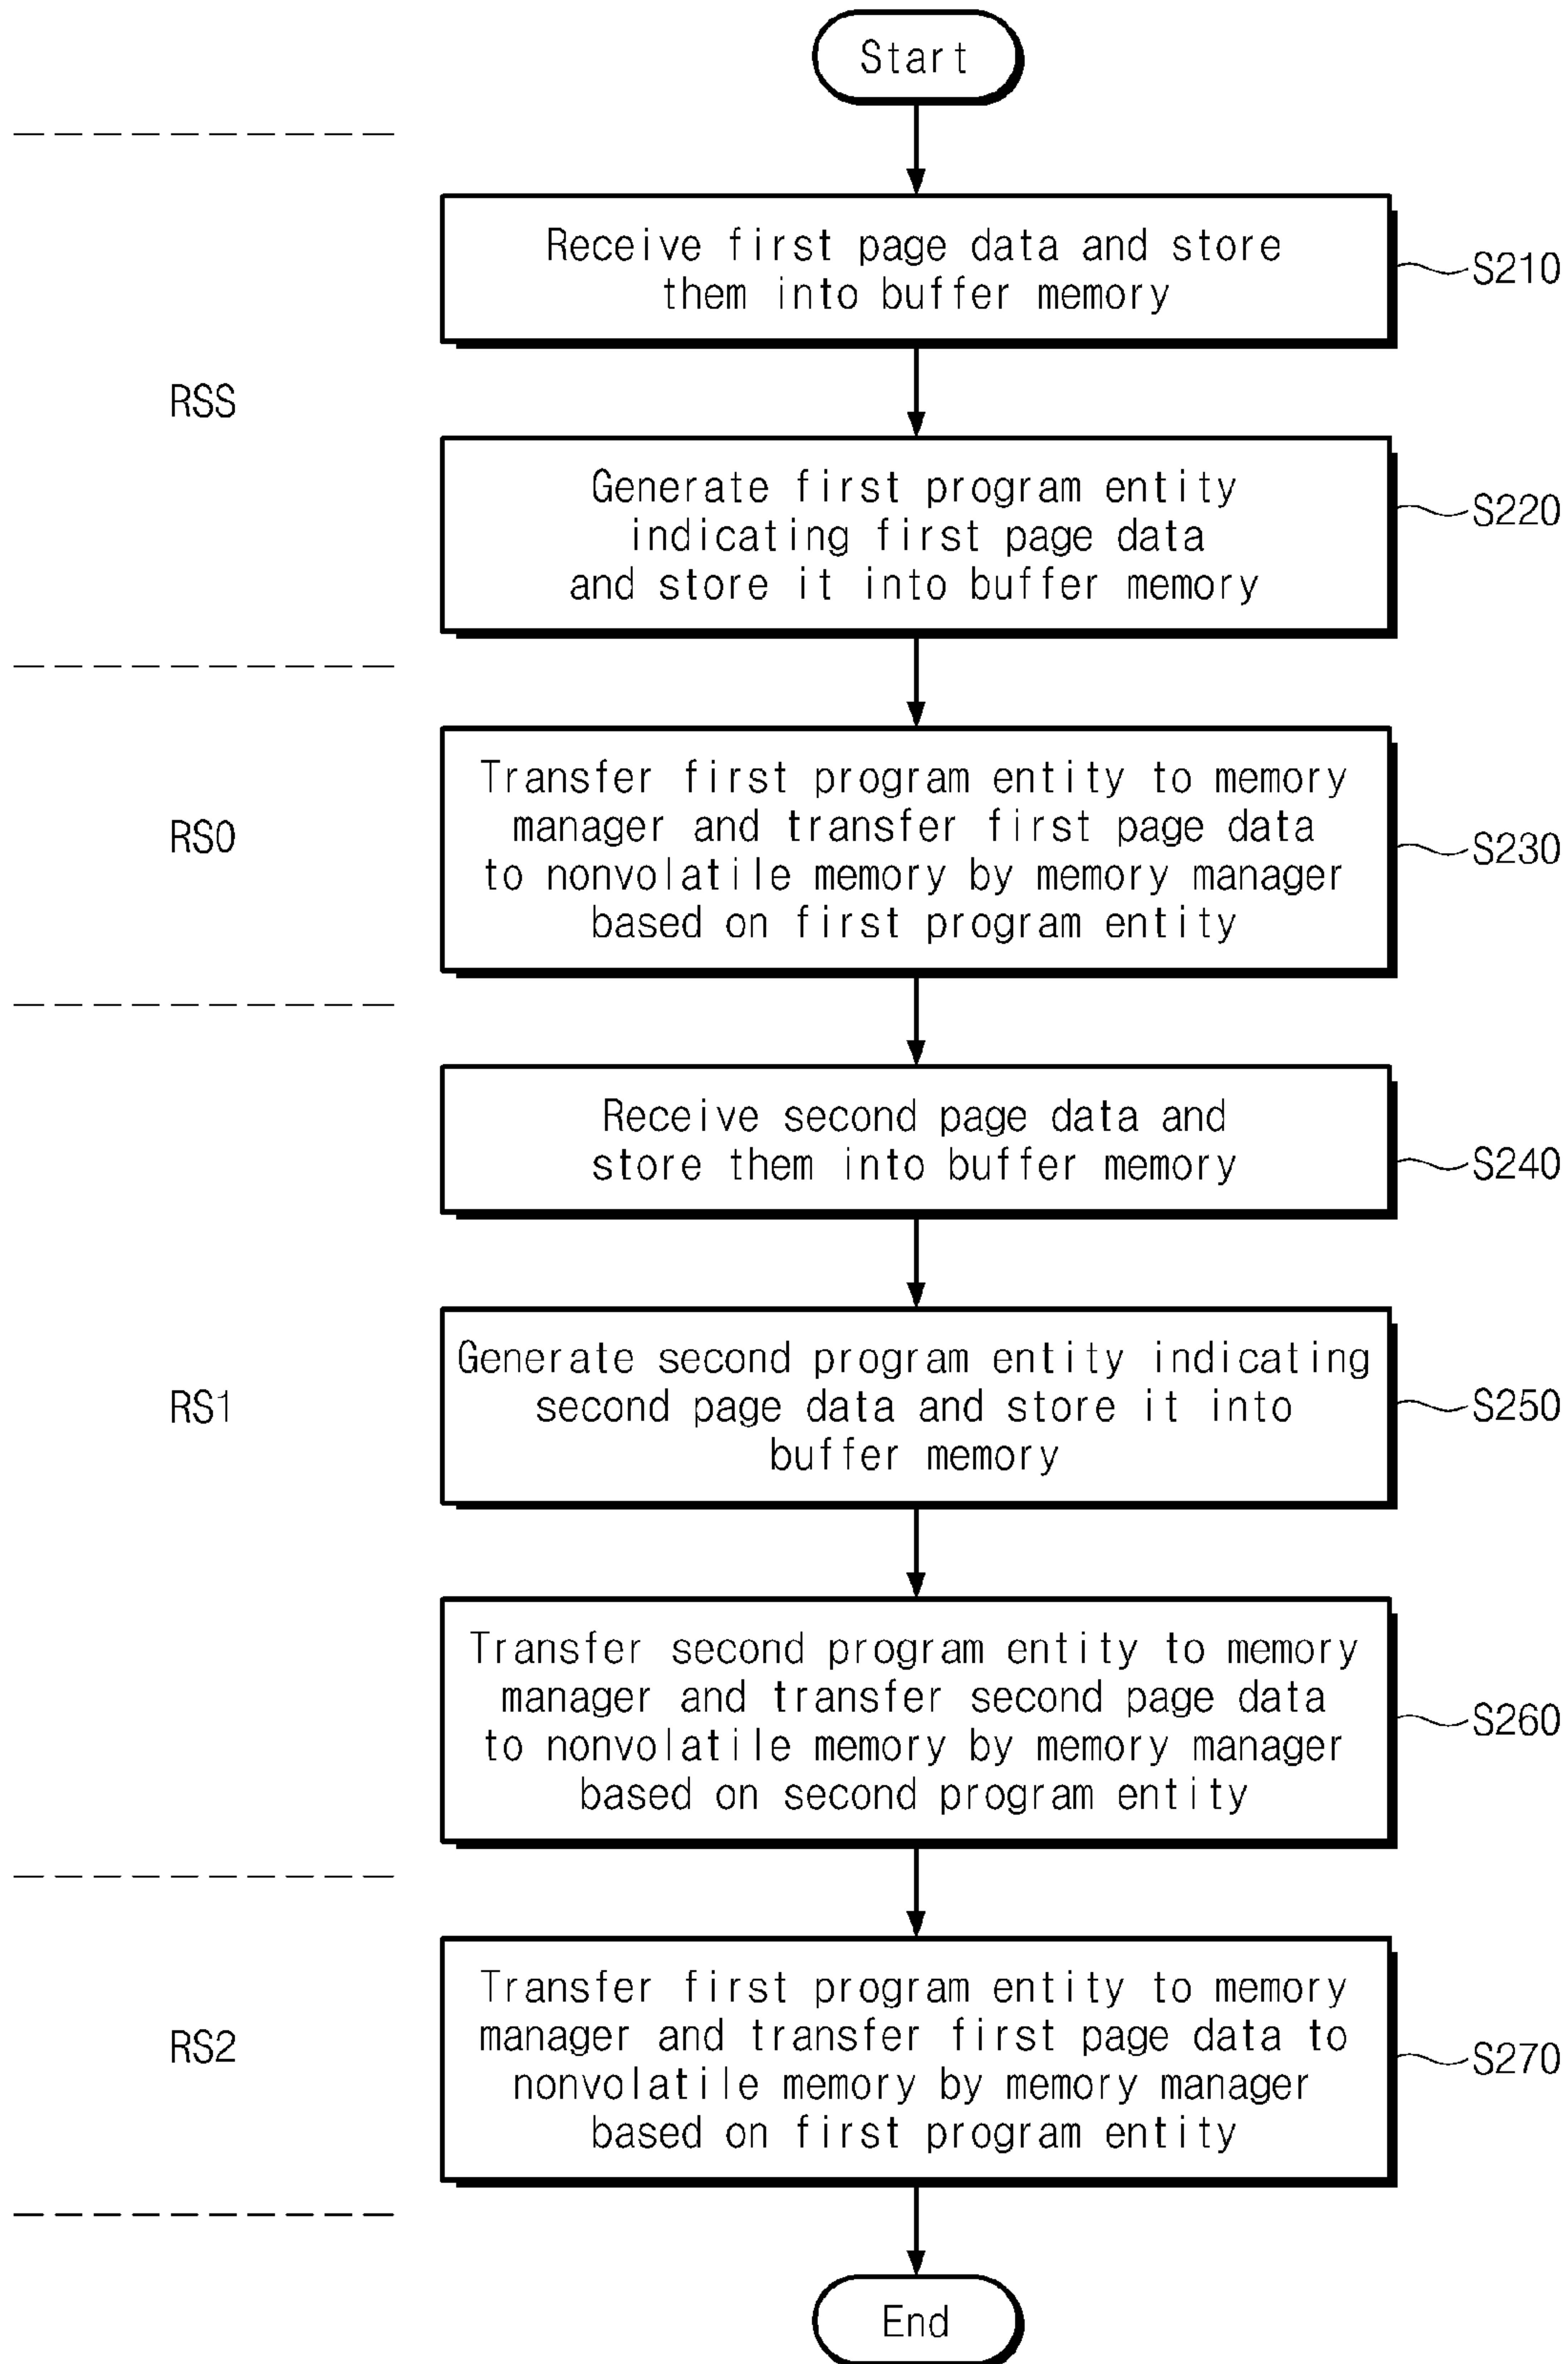 Start
Receive first page data and store
them into buffer memory
S210
RSS
Generate first program entity
indicating first page data
and store it into buffer memory
S220
Transfer first program entity to memory
manager and transfer first page data
to nonvolatile memory by memory manager
based on first program entity
RS0
S230
Receive second page data and
store them into buffer memory
S240
Generate second program entity indicating
second page data and store it into
buffer memory
RS1
S250
Transfer second program entity to memory
manager and transfer second page data
to nonvolatile memory by memory manager
based on second program entity
S260
Transfer first program entity to memory
manager and transfer first page data to
nonvolatile memory by memory manager
based on first program entity
RS2
S270
End